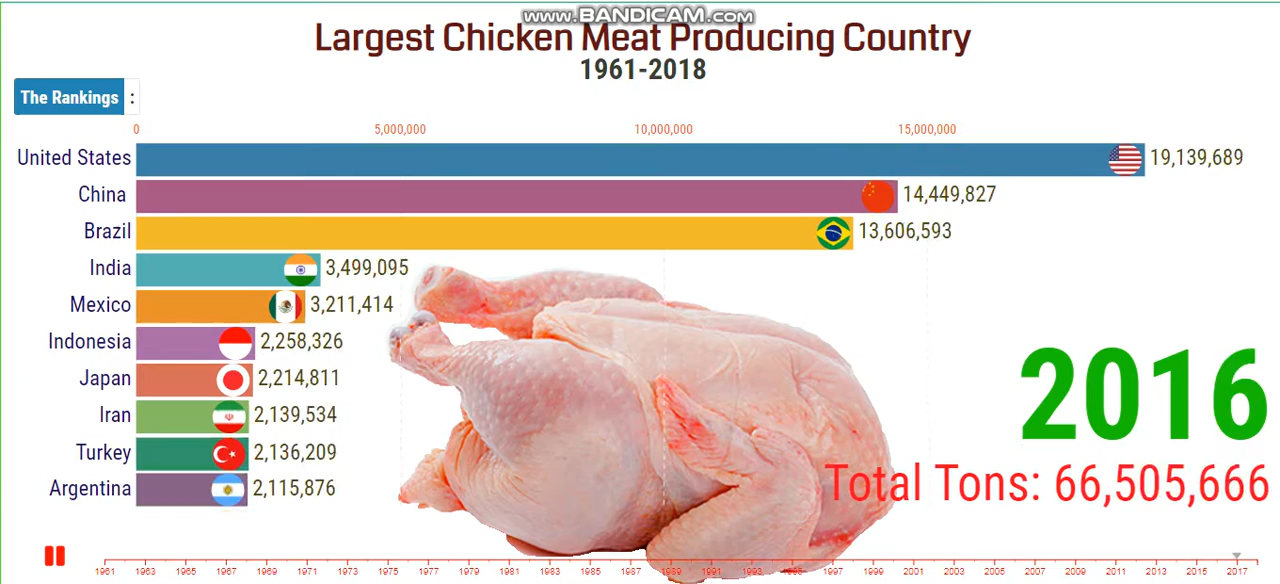 www.BANDICAM.com
Largest Chicken Meat Producing Country
1961-2018
The Rankings :
0 5,000,000 10,000,000 15,000,000
United States 19,139,689
China 14,449,827
Brazil 13,606,593
India 3,499,095
Mexico 3,211,414
Indonesia 2,258,326
Japan 2,214,811
Iran 2,139,534
Turkey 2,136,209
Argentina 2,115,876
2016
Total Tons: 66,505,666
1961 1963 1965 1967 1969 1971 1973 1975 1977 1979 1981 1983 1985 1987 1989 1991 1993 1995 1997 1999 2001 2003 2005 2007 2009 2011 2013 2015 2017